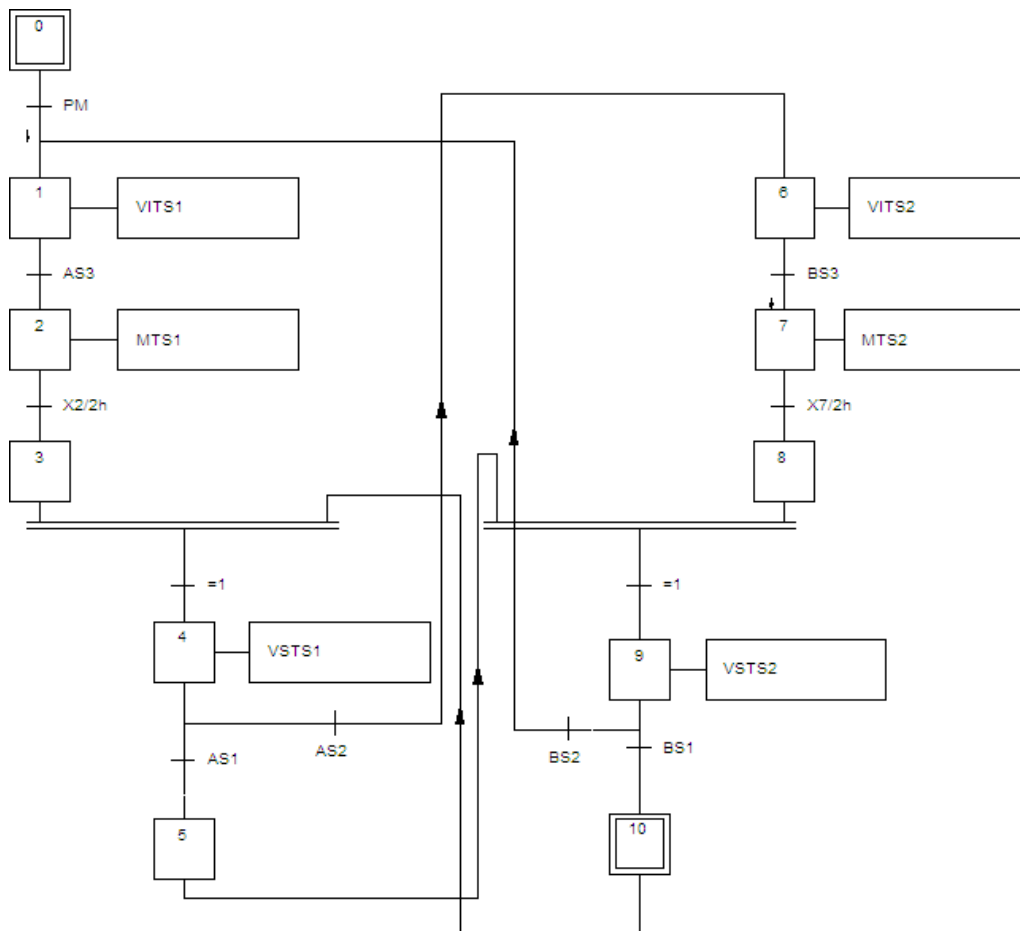 0
PM
1
VITS1
6
VITS2
AS3
BS3
2
MTS1
7
MTS2
X2/2h
X7/2h
3
8
=1
=1
4
VSTS1
9
VSTS2
AS1
AS2
BS2
BS1
5
10